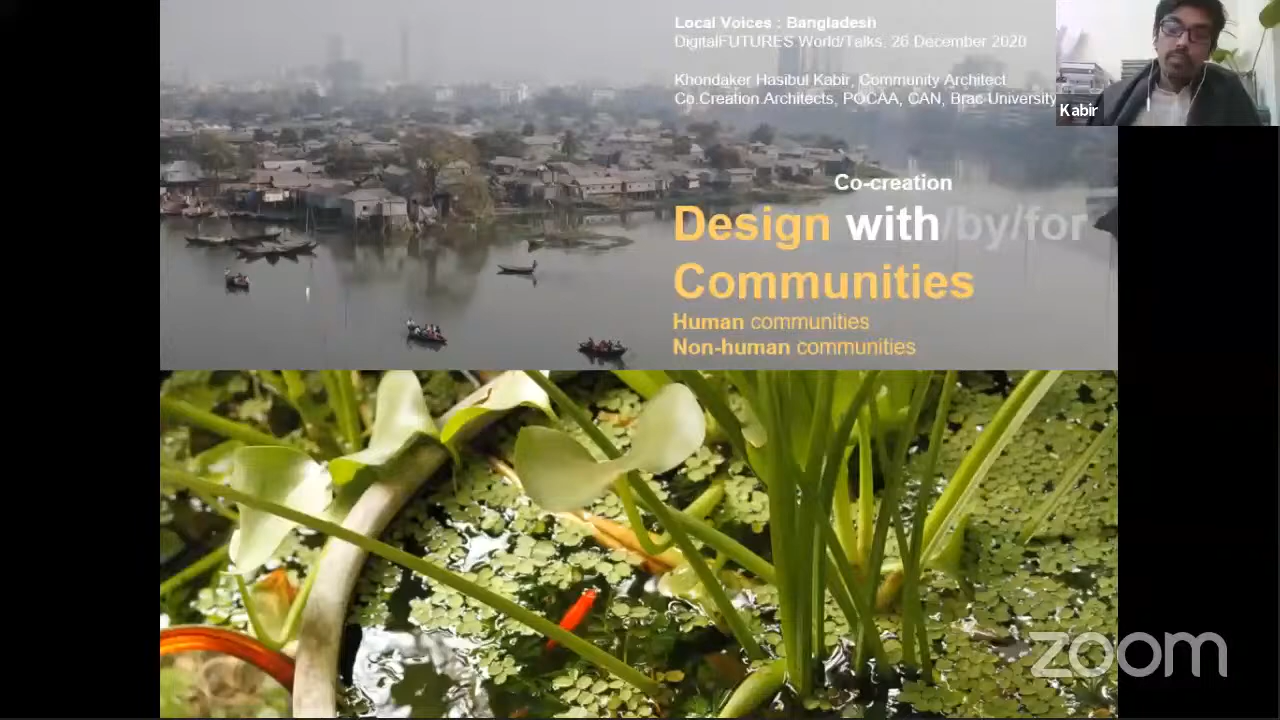 Local Voices : Bangladesh
DigitalFUTURES World/Talks, 26 December 2020
Khondaker Hasibul Kabir, Community Architect
Co.Creation Architects, POCAA, CAN, Brac University
Kabir
Co-creation
Design with/by/for
Communities
Human communities
Non-human communities
zoom